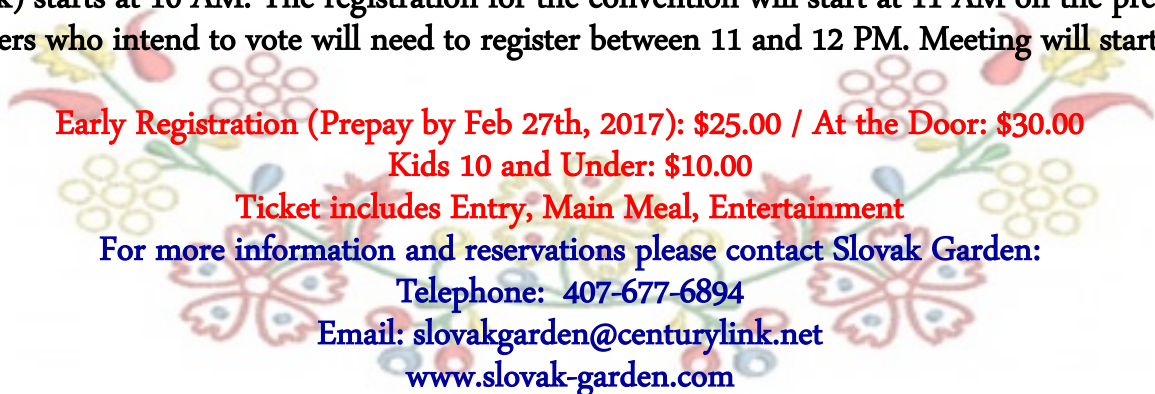 starts at 10 AM. The registration for the convention will start at 11 AM on the
who intend to vote will need to register between 11 and 12 PM. Meeting will start
Early Registration (Prepay by Feb 27th, 2017): $25.00 / At the Door: $30.00
Kids 10 and Under: $10.00
Ticket includes Entry, Main Meal, Entertainment
For more information and reservations please contact Slovak Garden:
Telephone: 407-677-6894
Email: slovakgarden@centurylink.net
www.slovak-garden.com